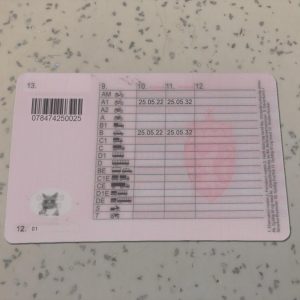 13. 9. 10. 11. 12.
AM
A1 25.05.22 25.05.32
A2
A
B1
B 25.05.22 25.05.32
C1
C
D1
D
BE
C1E
CE
D1E
DE
S
T
078474250025
12. 01